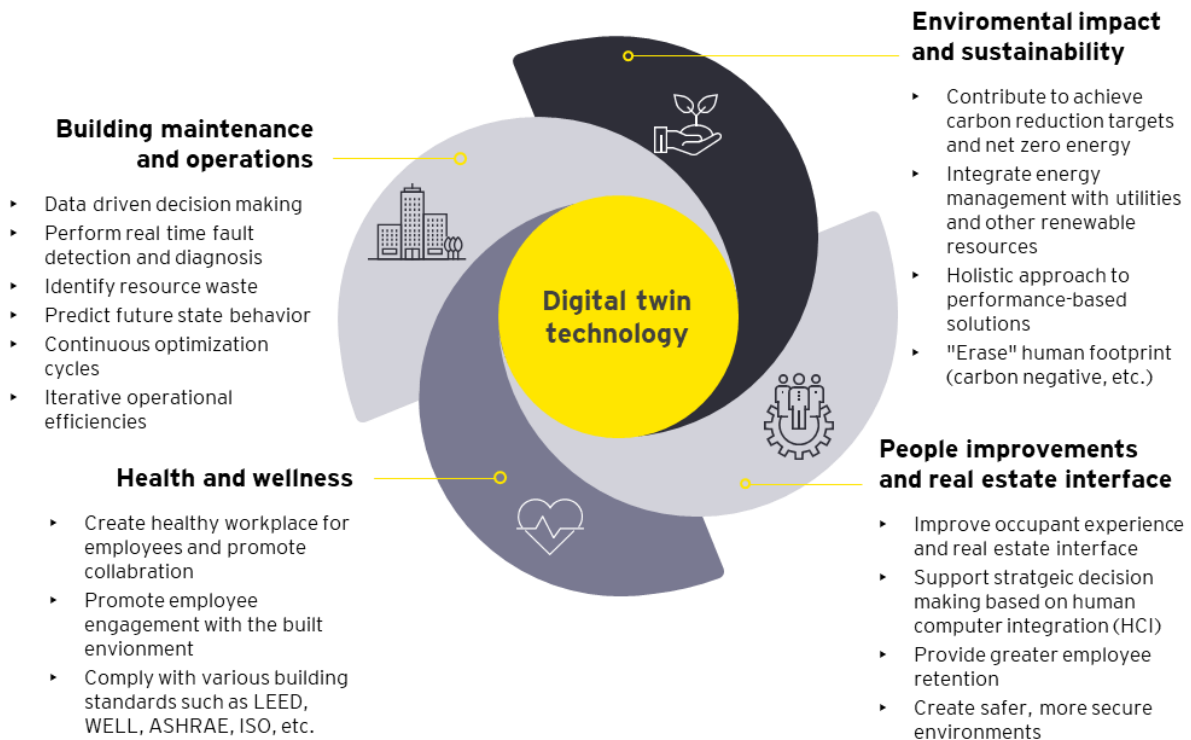 Building maintenance
and operations
▸ Data driven decision making
▸ Perform real time fault
detection and diagnosis
▸ Identify resource waste
▸ Predict future state behavior
▸ Continuous optimization
cycles
▸ Iterative operational
efficiencies
Enviromental impact
and sustainability
▸ Contribute to achieve
carbon reduction targets
and net zero energy
▸ Integrate energy
management with utilities
and other renewable
resources
▸ Holistic approach to
performance-based
solutions
▸ "Erase" human footprint
(carbon negative, etc.)
Digital twin
technology
Health and wellness
▸ Create healthy workplace for
employees and promote
collabration
▸ Promote employee
engagement with the built
envionment
▸ Comply with various building
standards such as LEED,
WELL, ASHRAE, ISO, etc.
People improvements
and real estate interface
▸ Improve occupant experience
and real estate interface
▸ Support stratgeic decision
making based on human
computer integration (HCI)
▸ Provide greater employee
retention
▸ Create safer, more secure
environments